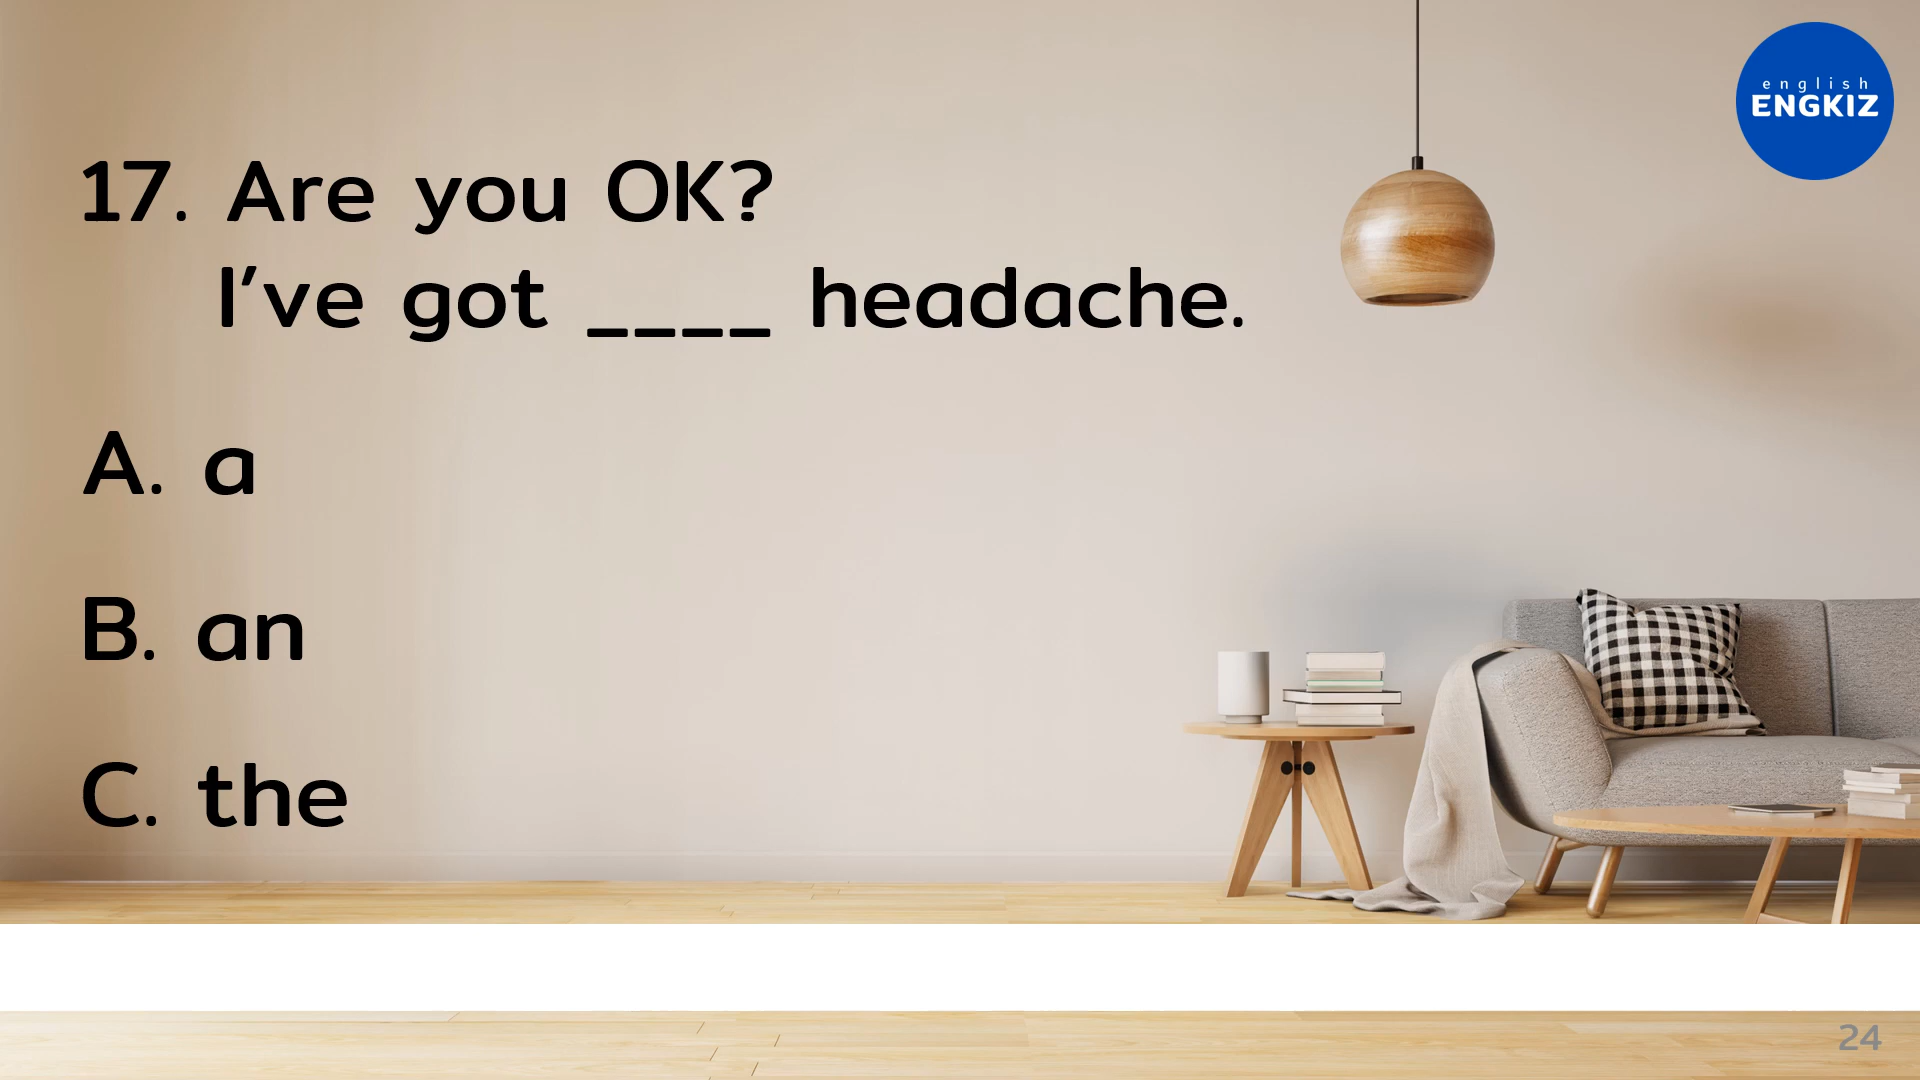 english
ENGKIZ
17. Are you OK?
I’ve got ____ headache.
A. a
B. an
C. the
24